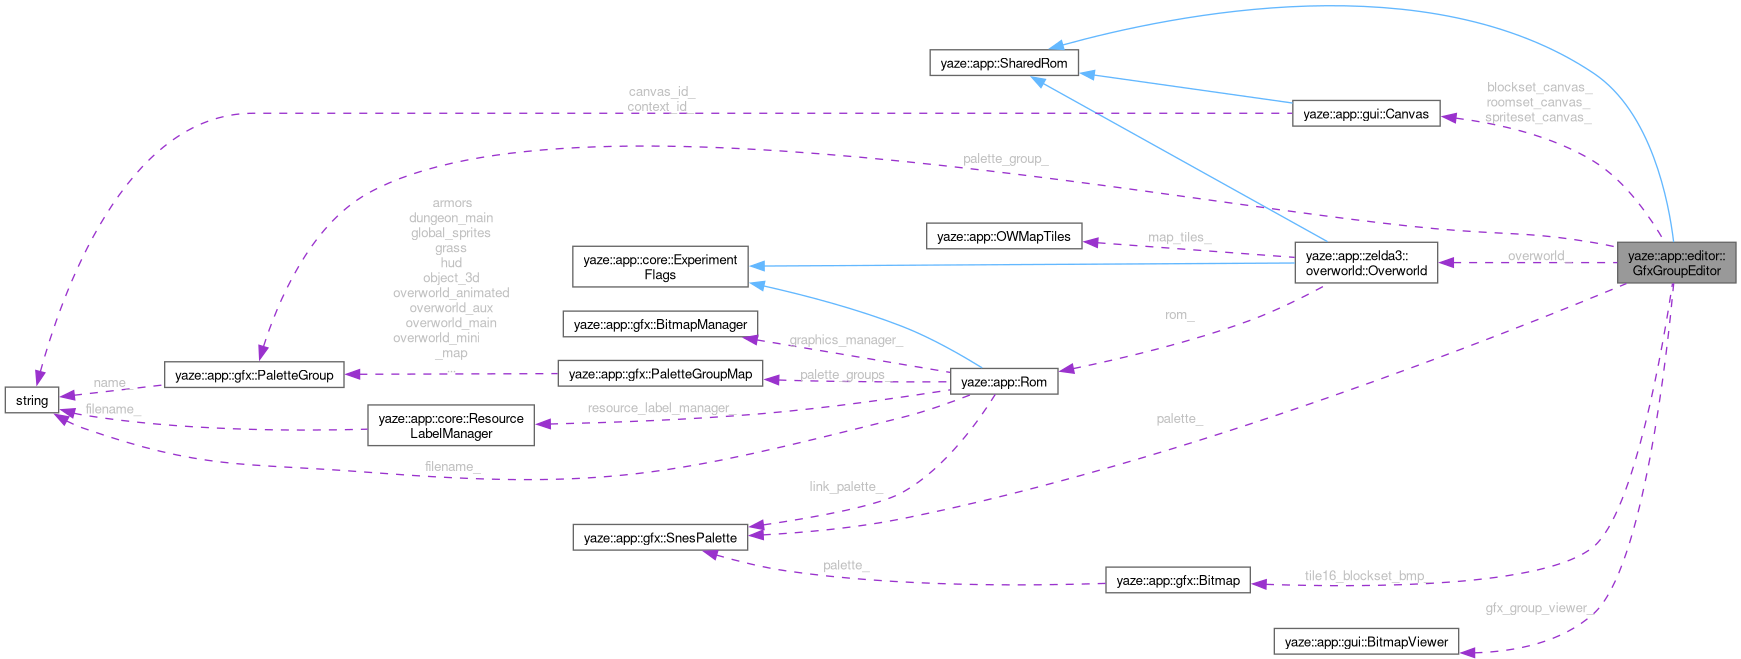 yaze::app::SharedRom
canvas_id_
context_id_
blockset_canvas_
roomset_canvas_
spriteset_canvas_
yaze::app::gui::Canvas
palette_group_
armors
dungeon_main
global_sprites
grass
hud
object_3d
overworld_animated
overworld_aux
overworld_main
overworld_mini
_map
...
yaze::app::OWMapTiles
map_tiles_
yaze::app::core::Experiment
Flags
yaze::app::zelda3::
overworld::Overworld
overworld_
yaze::app::editor::
GfxGroupEditor
yaze::app::gfx::BitmapManager
graphics_manager_
rom_
yaze::app::gfx::PaletteGroup
yaze::app::gfx::PaletteGroupMap
palette_groups_
yaze::app::Rom
string
name_
filename_
yaze::app::core::Resource
LabelManager
resource_label_manager_
palette_
filename_
link_palette_
yaze::app::gfx::SnesPalette
palette_
yaze::app::gfx::Bitmap
tile16_blockset_bmp_
gfx_group_viewer_
yaze::app::gui::BitmapViewer